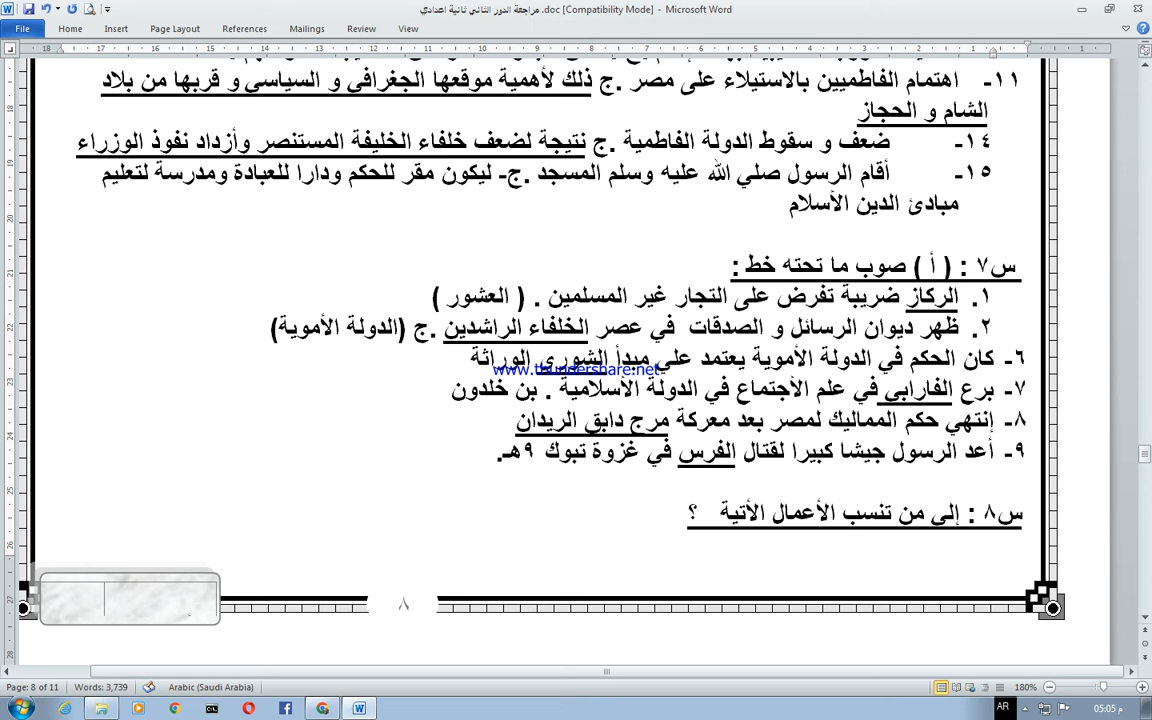 مراجعة الدور الثاني ثانية اعدادي .doc [Compatibility Mode] - Microsoft Word
File Home Insert Page Layout References Mailings Review View
١١- اهتمام الفاطميين بالاستيلاء على مصر .ج ذلك لأهمية موقعها الجغرافي و السياسي و قربها من بلاد
الشام و الحجاز
١٤- ضعف و سقوط الدولة الفاطمية .ج نتيجة لضعف خلفاء الخليفة المستنصر وأزداد نفوذ الوزراء
١٥- أقام الرسول صلي الله عليه وسلم المسجد .ج- ليكون مقر للحكم ودارا للعبادة ومدرسة لتعليم
مبادئ الدين الأسلام
س٧ : ( أ ) صوب ما تحته خط :
١. الركاز ضريبة تفرض على التجار غير المسلمين . ( العشور )
٢. ظهر ديوان الرسائل و الصدقات في عصر الخلفاء الراشدين .ج (الدولة الأموية)
٦- كان الحكم في الدولة الأموية يعتمد علي مبدأ الشوري الوراثة
www.thundershare.net
٧- برع الفارابي في علم الأجتماع في الدولة الأسلامية . بن خلدون
٨- إنتهي حكم المماليك لمصر بعد معركة مرج دابق الريدان
٩- أعد الرسول جيشا كبيرا لقتال الفرس في غزوة تبوك ٩هـ.
س٨ : إلي من تنسب الأعمال الأتية ؟
٨
Page: 8 of 11 Words: 3,739 Arabic (Saudi Arabia) 180%
AR 05:05 م